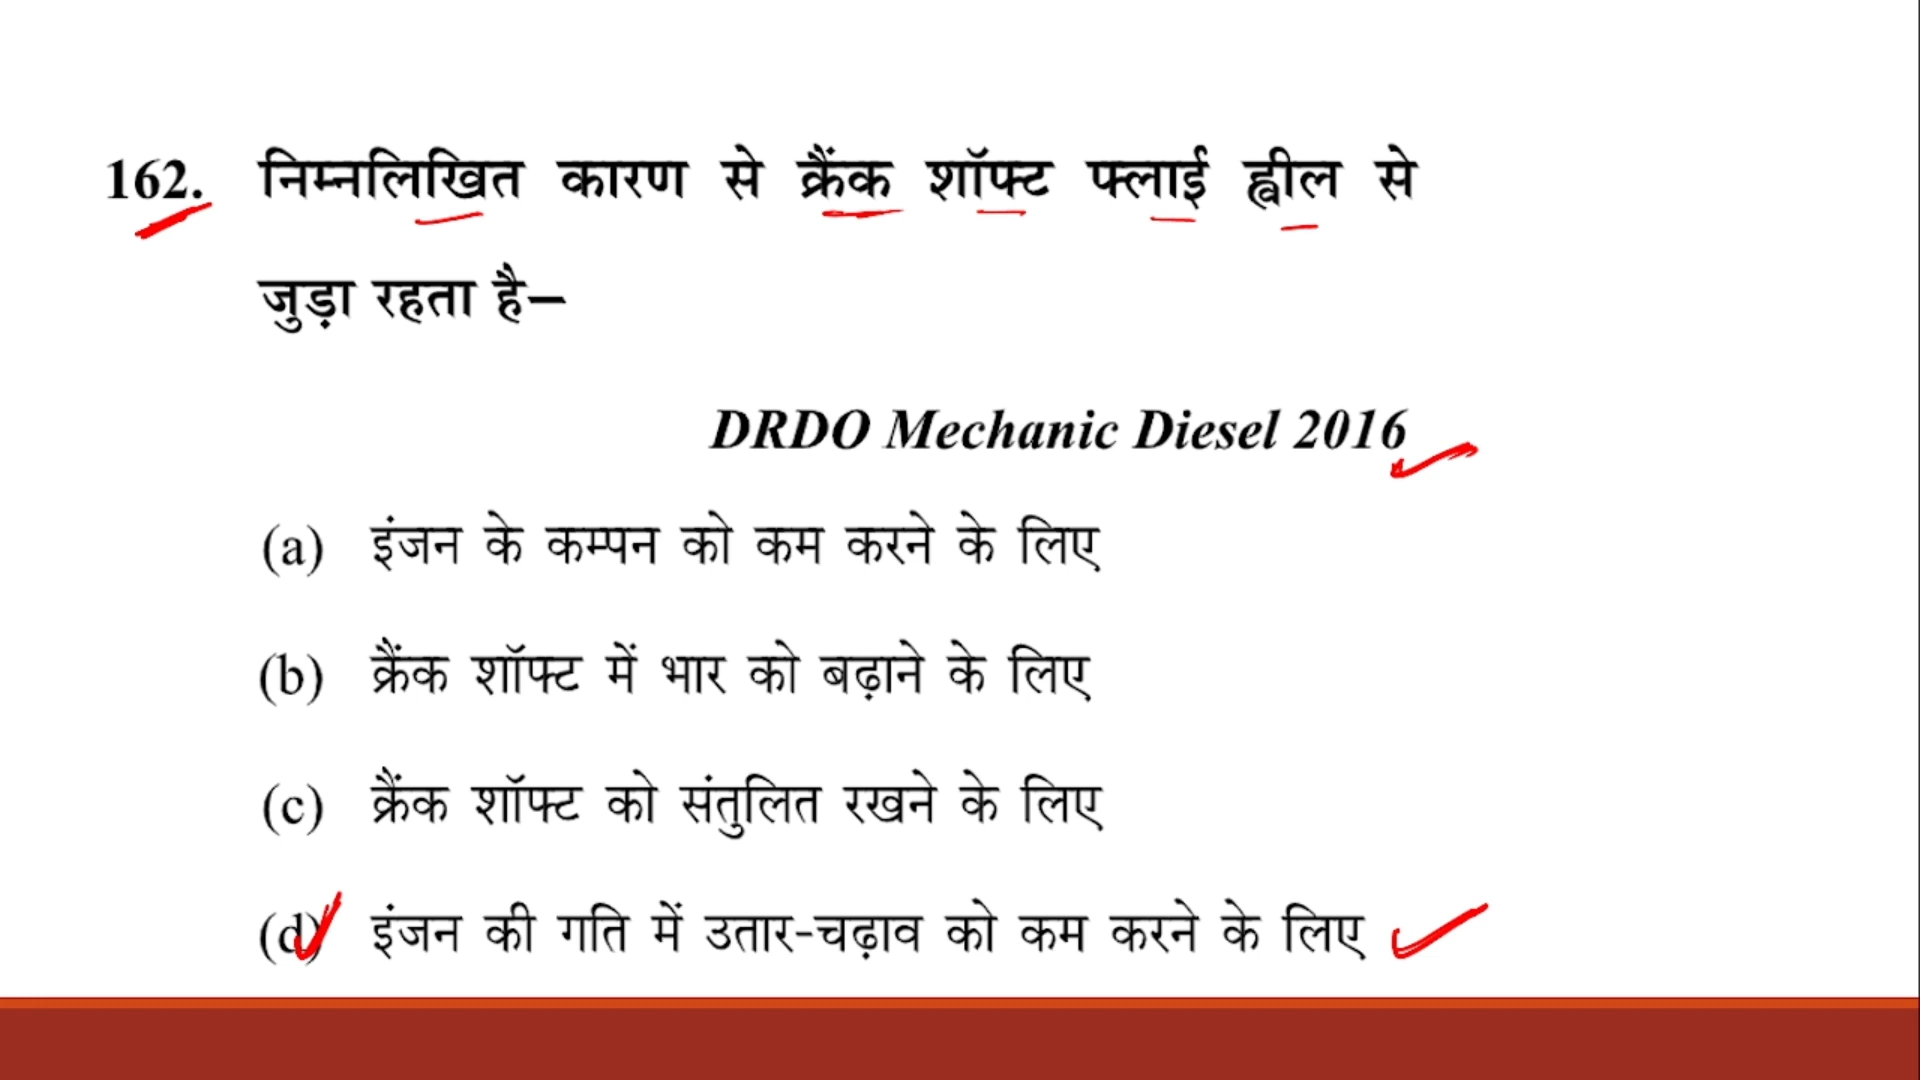 162. निम्नलिखित कारण से क्रैंक शॉफ्ट फ्लाई ह्वील से
जुड़ा रहता है–
DRDO Mechanic Diesel 2016
(a) इंजन के कम्पन को कम करने के लिए
(b) क्रैंक शॉफ्ट में भार को बढ़ाने के लिए
(c) क्रैंक शॉफ्ट को संतुलित रखने के लिए
(d) इंजन की गति में उतार-चढ़ाव को कम करने के लिए